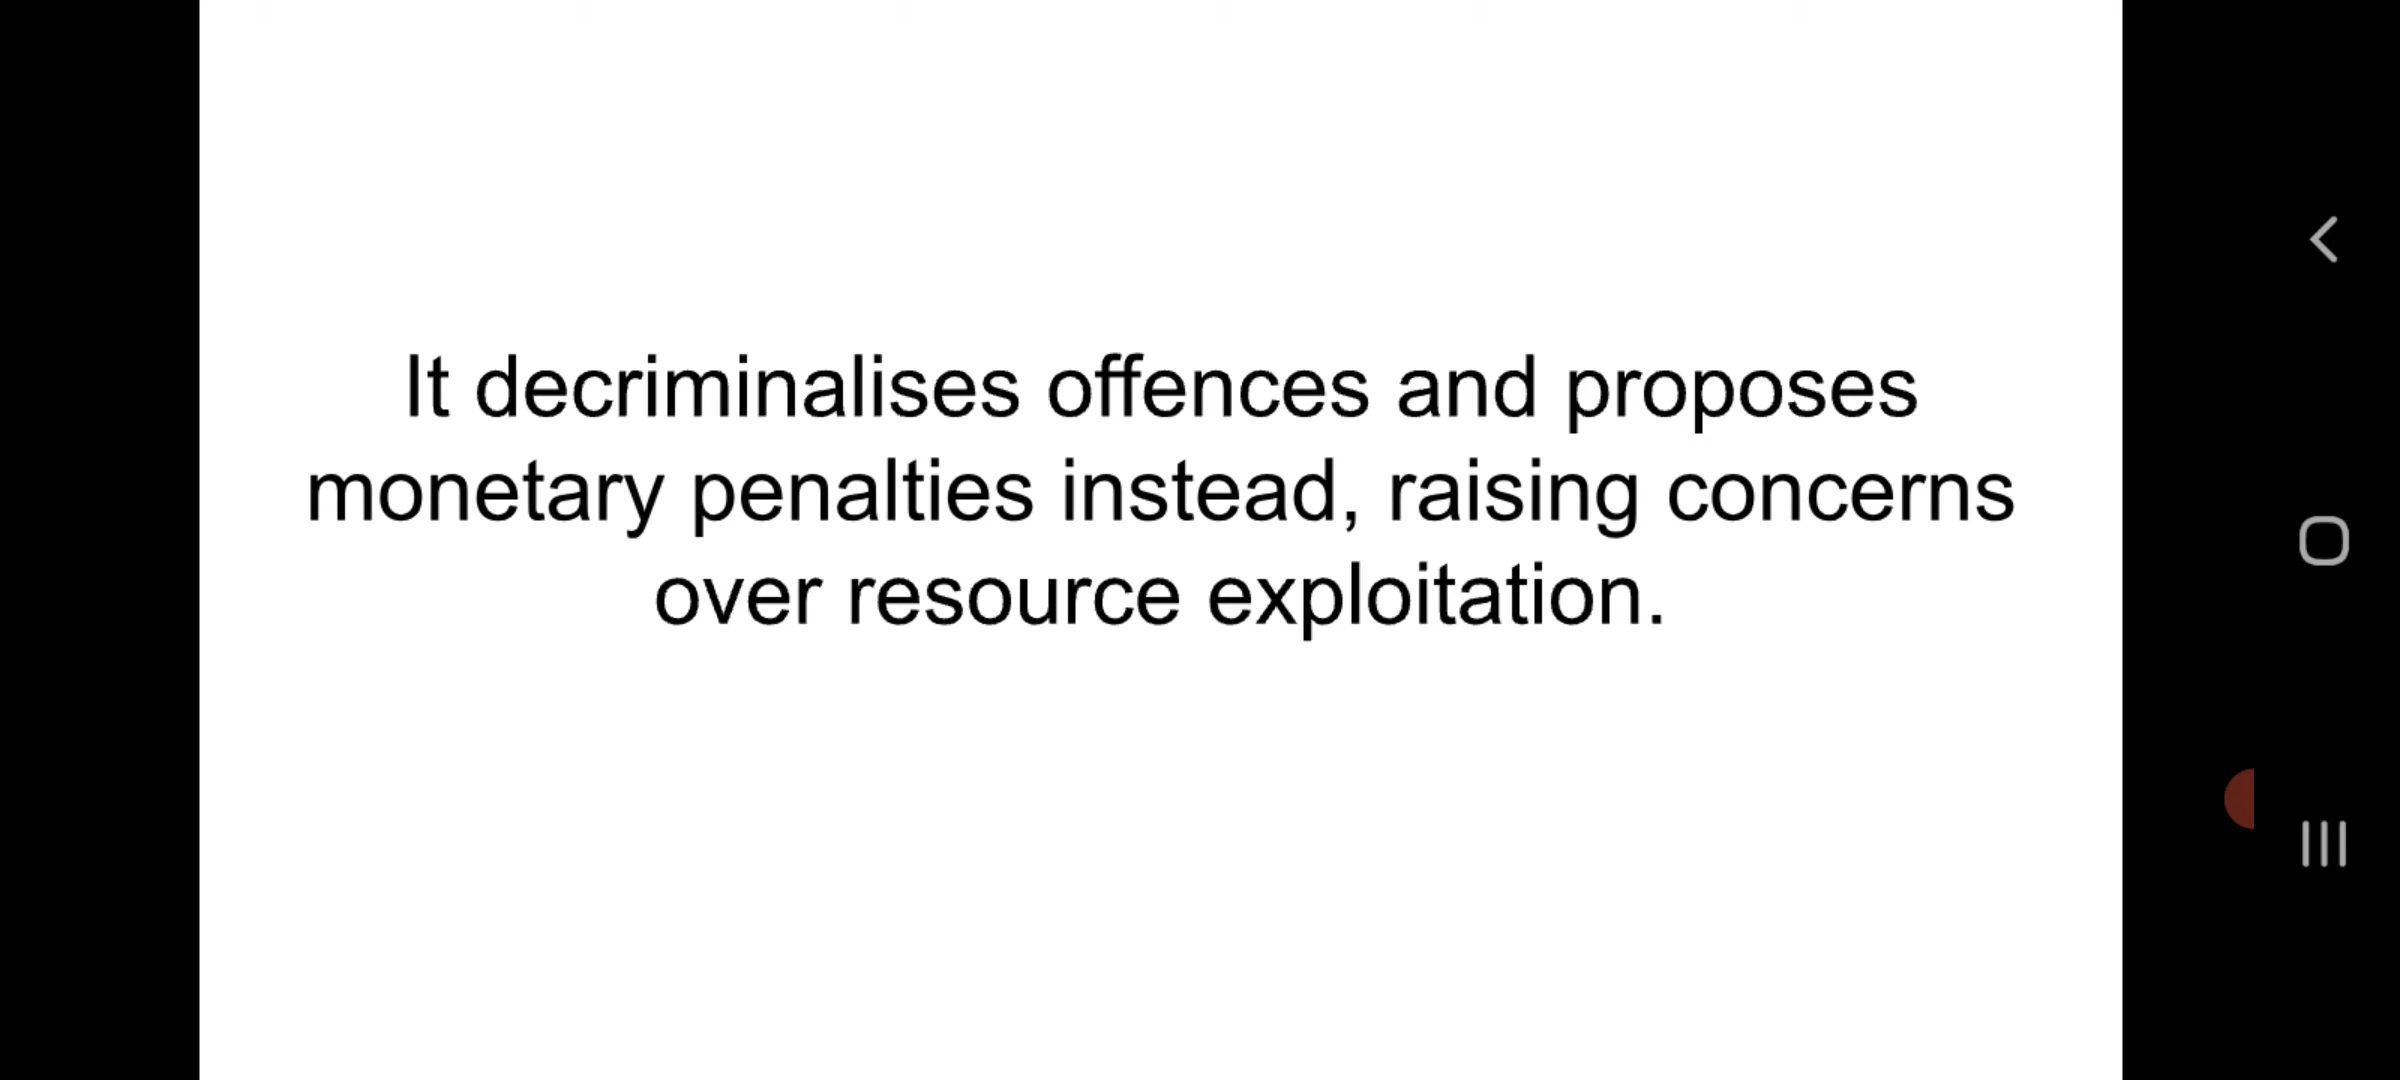 It decriminalises offences and proposes
monetary penalties instead, raising concerns
over resource exploitation.